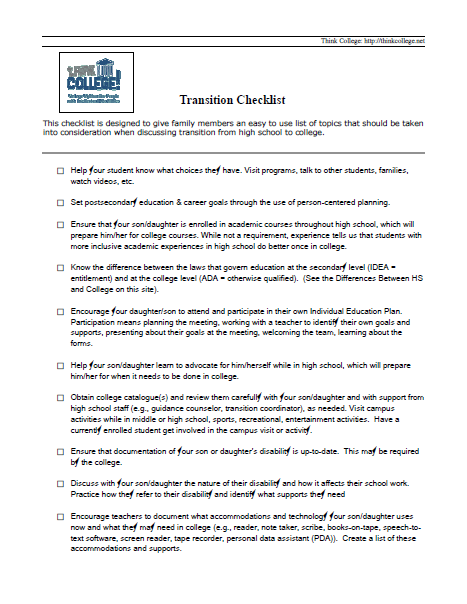 Think College: http://thinkcollege.net
think
COLLEGE!
College Options for People
with Intellectual Disabilities
Transition Checklist
This checklist is designed to give family members an easy to use list of topics that should be taken
into consideration when discussing transition from high school to college.
Help your student know what choices they have. Visit programs, talk to other students, families,
watch videos, etc.
Set postsecondary education & career goals through the use of person-centered planning.
Ensure that your son/daughter is enrolled in academic courses throughout high school, which will
prepare him/her for college courses. While not a requirement, experience tells us that students with
more inclusive academic experiences in high school do better once in college.
Know the difference between the laws that govern education at the secondary level (IDEA =
entitlement) and at the college level (ADA = otherwise qualified). (See the Differences Between HS
and College on this site).
Encourage your daughter/son to attend and participate in their own Individual Education Plan.
Participation means planning the meeting, working with a teacher to identify their own goals and
supports, presenting about their goals at the meeting, welcoming the team, learning about the
forms.
Help your son/daughter learn to advocate for him/herself while in high school, which will prepare
him/her for when it needs to be done in college.
Obtain college catalogue(s) and review them carefully with your son/daughter and with support from
high school staff (e.g., guidance counselor, transition coordinator), as needed. Visit campus
activities while in middle or high school, sports, recreational, entertainment activities. Have a
currently enrolled student get involved in the campus visit or activity.
Ensure that documentation of your son or daughter's disability is up-to-date. This may be required
by the college.
Discuss with your son/daughter the nature of their disability and how it affects their school work.
Practice how they refer to their disability and identify what supports they need
Encourage teachers to document what accommodations and technology your son/daughter uses
now and what they may need in college (e.g., reader, note taker, scribe, books-on-tape, speech-to-
text software, screen reader, tape recorder, personal data assistant (PDA)). Create a list of these
accommodations and supports.